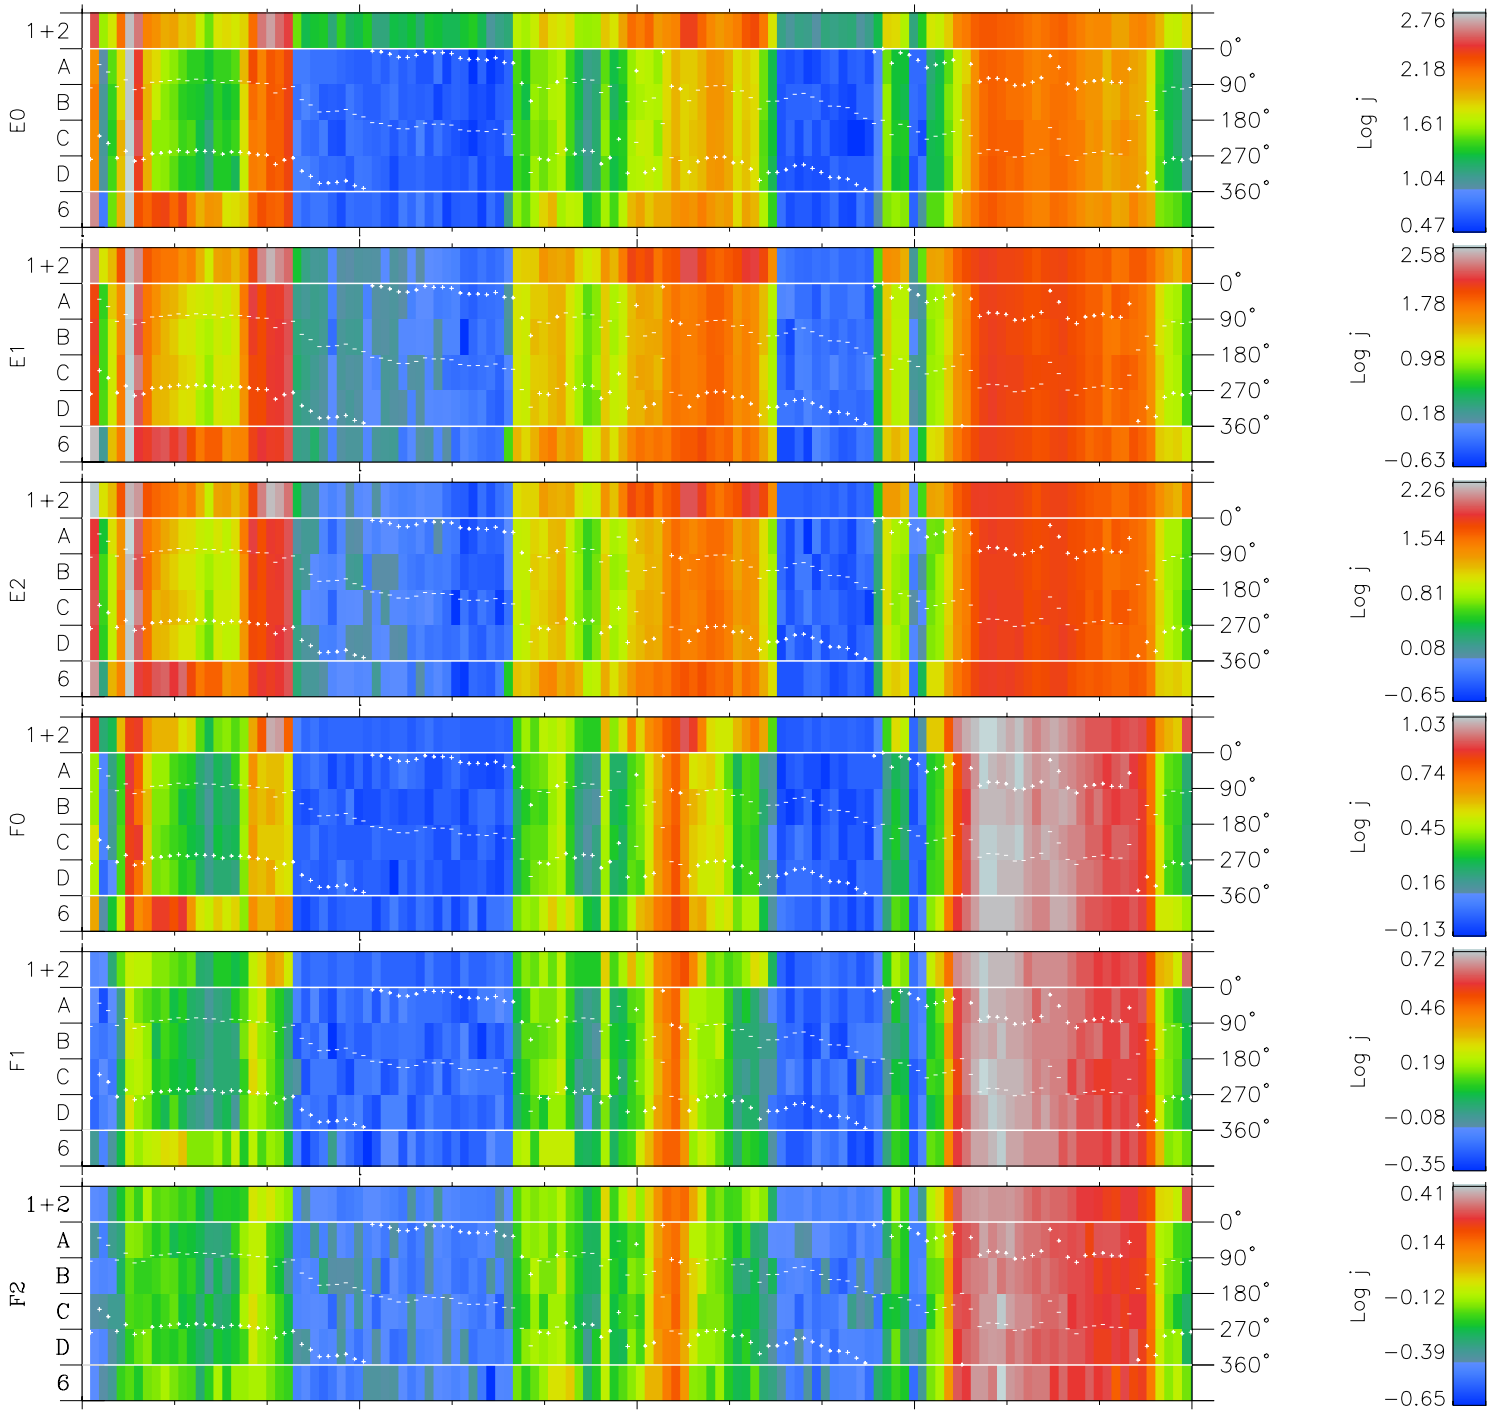 E0
1+2
A
B
C
D
6
0°
90°
180°
270°
360°
Log j
2.76
2.18
1.61
1.04
0.47
E1
1+2
A
B
C
D
6
0°
90°
180°
270°
360°
Log j
2.58
1.78
0.98
0.18
−0.63
E2
1+2
A
B
C
D
6
0°
90°
180°
270°
360°
Log j
2.26
1.54
0.81
0.08
−0.65
F0
1+2
A
B
C
D
6
0°
90°
180°
270°
360°
Log j
1.03
0.74
0.45
0.16
−0.13
F1
1+2
A
B
C
D
6
0°
90°
180°
270°
360°
Log j
0.72
0.46
0.19
−0.08
−0.35
F2
1+2
A
B
C
D
6
0°
90°
180°
270°
360°
Log j
0.41
0.14
−0.12
−0.39
−0.65